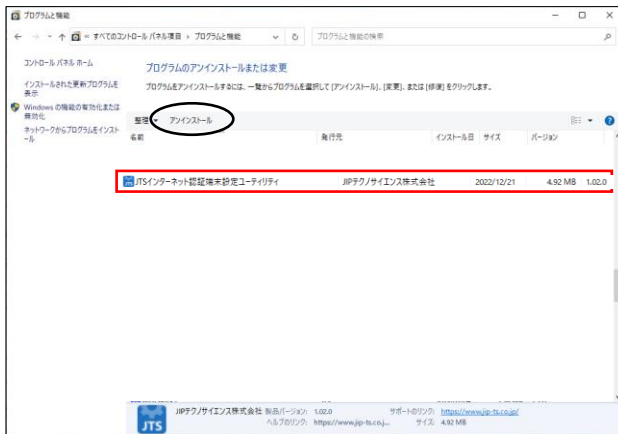 プログラムと機能
すべてのコントロール パネル項目 › プログラムと機能
プログラムと機能の検索
コントロール パネル ホーム
インストールされた更新プログラムを
表示
Windows の機能の有効化または
無効化
ネットワークからプログラムをインスト
ール
プログラムのアンインストールまたは変更
プログラムをアンインストールするには、一覧からプログラムを選択して [アンインストール]、[変更]、または [修復] をクリックします。
整理 アンインストール
名前 発行元 インストール日 サイズ バージョン
JTSインターネット認証端末設定ユーティリティ JIPテクノサイエンス株式会社 2022/12/21 4.92 MB 1.02.0
JIPテクノサイエンス株式会社 製品バージョン: 1.02.0 サポートのリンク: https://www.jip-ts.co.jp/
ヘルプのリンク: https://www.jip-ts.co.j... サイズ: 4.92 MB
JTS